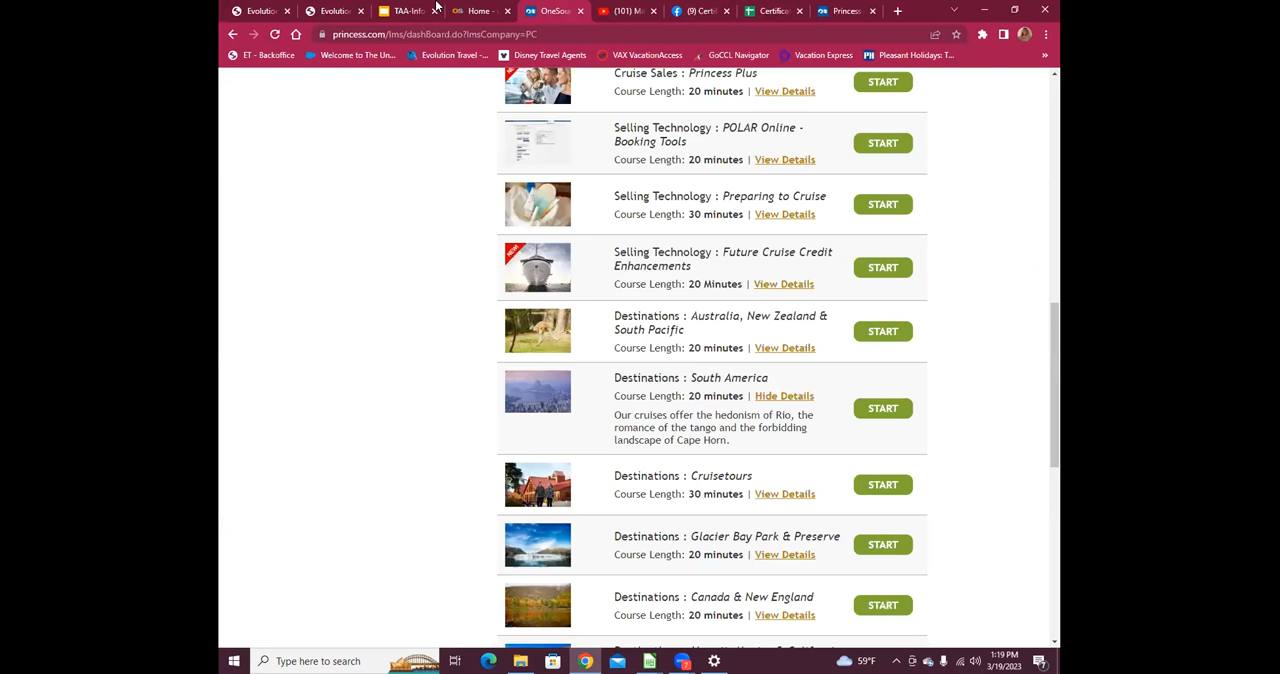 Evolution
Evolution
TAA-Info
Home -
OneSou
(101) M
(9) Certi
Certifica
Princess
princess.com/lms/dashBoard.do?lmsCompany=PC
ET - Backoffice
Welcome to The Un...
Evolution Travel -...
Disney Travel Agents
VAX VacationAccess
GoCCL Navigator
Vacation Express
Pleasant Holidays: T...
Cruise Sales : Princess Plus
Course Length: 20 minutes | View Details
START
Selling Technology : POLAR Online -
Booking Tools
Course Length: 20 minutes | View Details
START
Selling Technology : Preparing to Cruise
Course Length: 30 minutes | View Details
START
NEW!
Selling Technology : Future Cruise Credit
Enhancements
Course Length: 20 Minutes | View Details
START
Destinations : Australia, New Zealand &
South Pacific
Course Length: 20 minutes | View Details
START
Destinations : South America
Course Length: 20 minutes | Hide Details
Our cruises offer the hedonism of Rio, the
romance of the tango and the forbidding
landscape of Cape Horn.
START
Destinations : Cruisetours
Course Length: 30 minutes | View Details
START
Destinations : Glacier Bay Park & Preserve
Course Length: 20 minutes | View Details
START
Destinations : Canada & New England
Course Length: 20 minutes | View Details
START
Type here to search
59°F
1:19 PM
3/19/2023